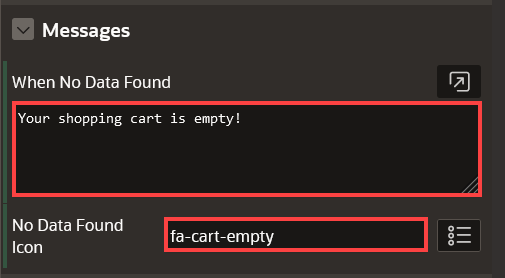 Messages
When No Data Found
Your shopping cart is empty!
No Data Found
Icon
fa-cart-empty